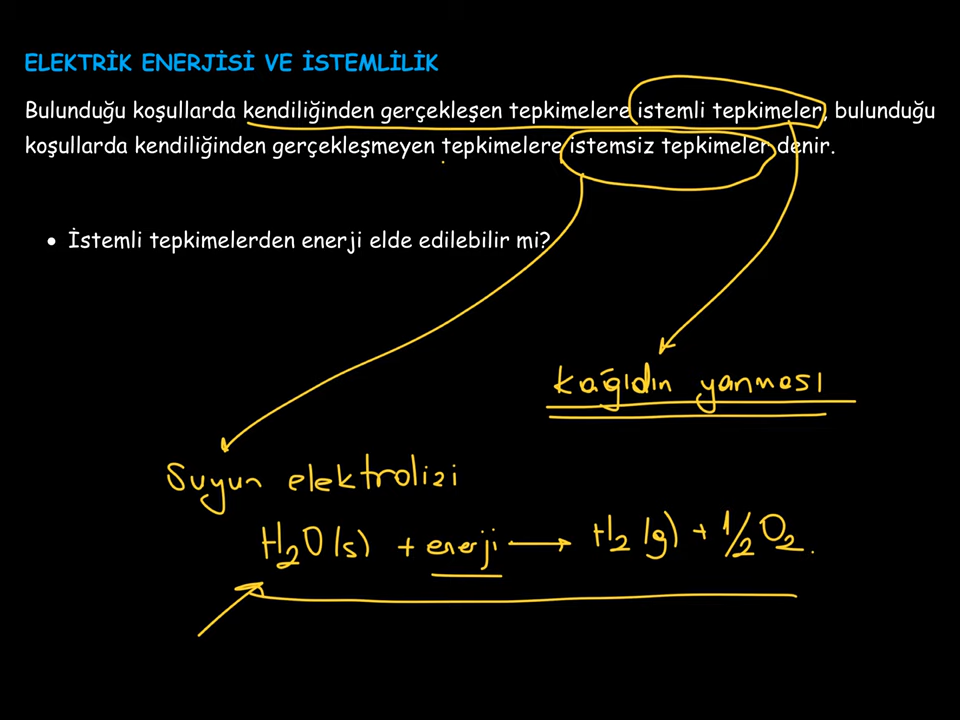 ELEKTRİK ENERJİSİ VE İSTEMLİLİK
Bulunduğu koşullarda kendiliğinden gerçekleşen tepkimelere istemli tepkimeler, bulunduğu
koşullarda kendiliğinden gerçekleşmeyen tepkimelere istemsiz tepkimeler denir.
• İstemli tepkimelerden enerji elde edilebilir mi?
Kağıdın yanması
Suyun elektrolizi
H2O(s) + enerji → H2(g) + 1/2 O2